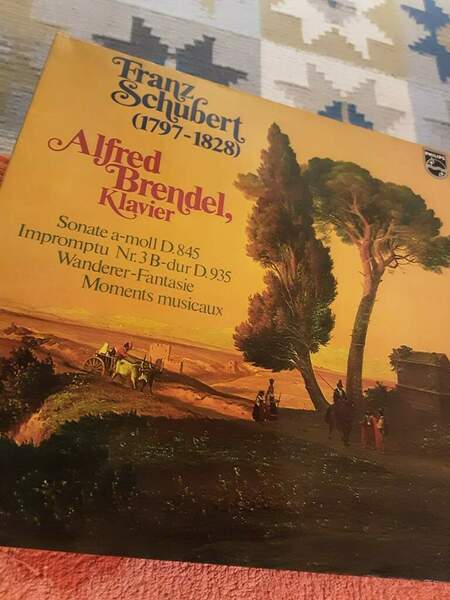 Franz
Schubert
(1797-1828)
Alfred
Brendel,
Klavier
Sonate a-moll D.845
Impromptu Nr.3 B-dur D.935
Wanderer-Fantasie
Moments musicaux
PHILIPS